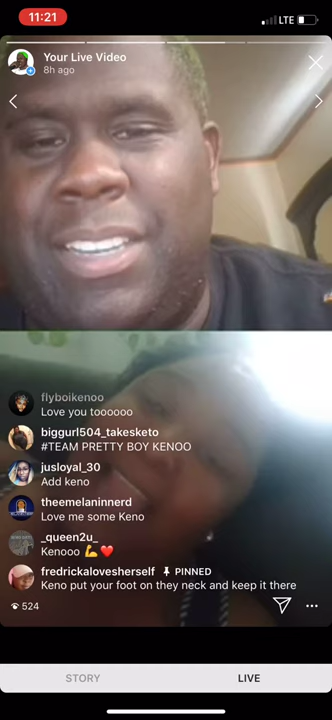 11:21
LTE
Your Live Video
8h ago
flyboikenoo
Love you toooooo
biggurl504_takesketo
#TEAM PRETTY BOY KENOO
jusloyal_30
Add keno
theemelaninnerd
Love me some Keno
_queen2u_
Kenooo 💪❤️
fredrickalovesherself PINNED
Keno put your foot on they neck and keep it there
524
STORY
LIVE